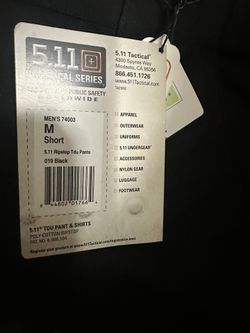 5.11
TACTICAL SERIES
PUBLIC SAFETY
WORLDWIDE
MEN'S 74003
M
Short
5.11 Ripstop Tdu Pants
019 Black
5.11 Tactical
4300 Spyres Way
Modesto, CA 95356
866.451.1726
www.511Tactical.com
APPAREL
OUTERWEAR
UNIFORMS
5.11 UNDERGEAR
ACCESSORIES
NYLON GEAR
LUGGAGE
FOOTWEAR
5.11® TDU PANT & SHIRTS
POLY COTTON RIPSTOP